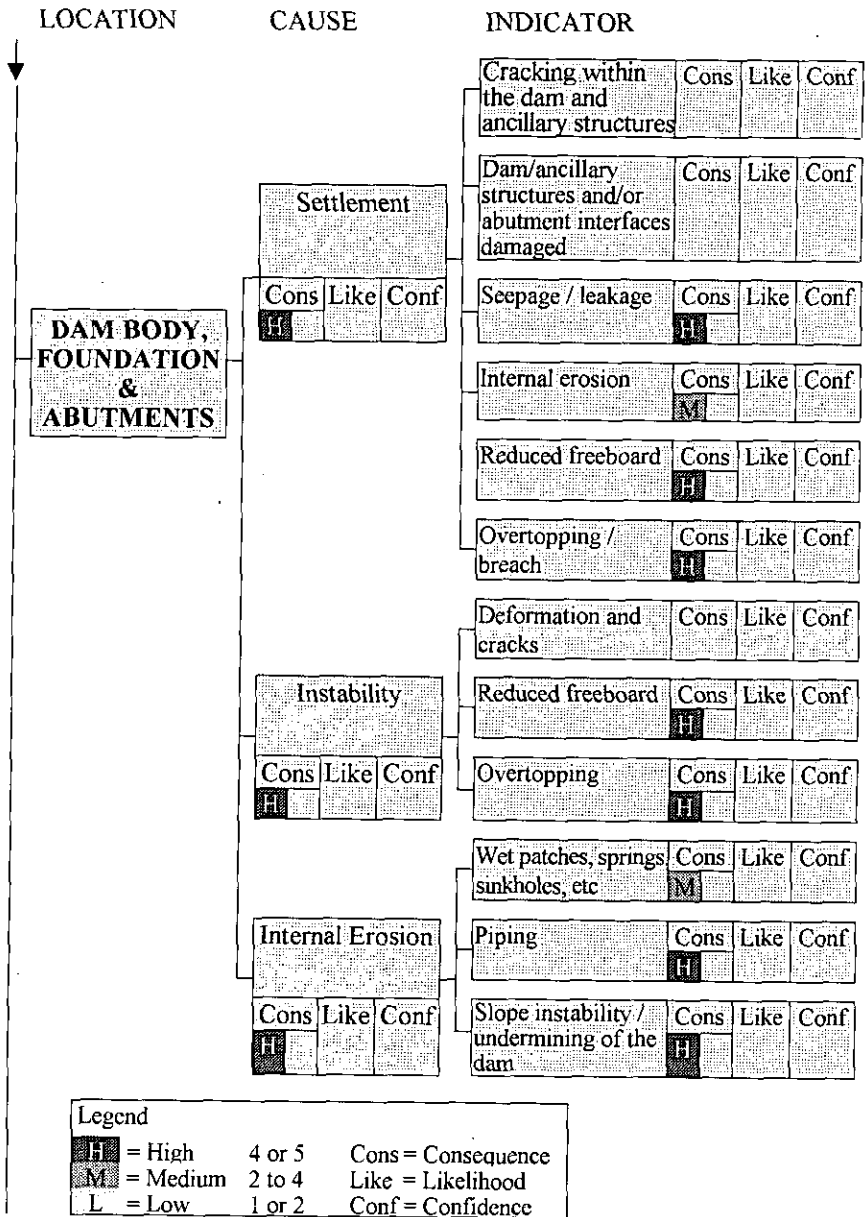 LOCATION CAUSE INDICATOR
Cracking within the dam and ancillary structures Cons Like Conf
Dam/ancillary structures and/or abutment interfaces damaged Cons Like Conf
Settlement
Cons Like Conf
H
Seepage / leakage Cons Like Conf
H
DAM BODY,
FOUNDATION
&
ABUTMENTS
Internal erosion Cons Like Conf
M
Reduced freeboard Cons Like Conf
H
Overtopping / breach Cons Like Conf
H
Deformation and cracks Cons Like Conf
Instability
Cons Like Conf
H
Reduced freeboard Cons Like Conf
H
Overtopping Cons Like Conf
H
Wet patches, springs, sinkholes, etc Cons Like Conf
M
Internal Erosion
Cons Like Conf
H
Piping Cons Like Conf
H
Slope instability / undermining of the dam Cons Like Conf
H
Legend
H = High 4 or 5 Cons = Consequence
M = Medium 2 to 4 Like = Likelihood
L = Low 1 or 2 Conf = Confidence